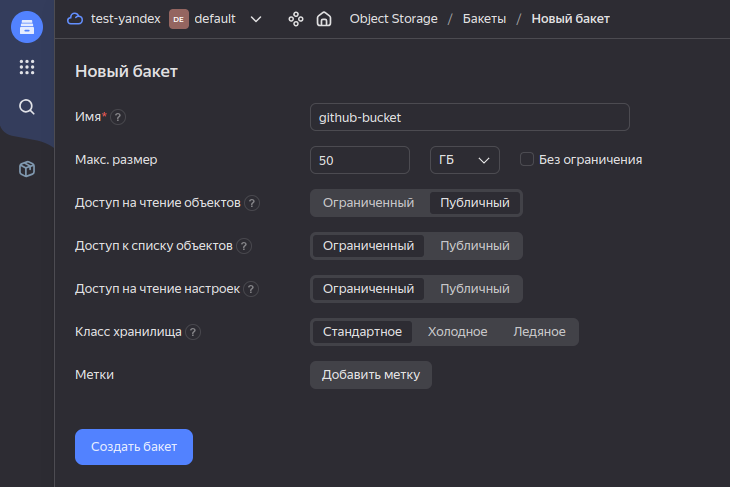 test-yandex DE default Object Storage / Бакеты / Новый бакет
Новый бакет
Имя* ? github-bucket
Макс. размер 50 ГБ Без ограничения
Доступ на чтение объектов ? Ограниченный Публичный
Доступ к списку объектов ? Ограниченный Публичный
Доступ на чтение настроек ? Ограниченный Публичный
Класс хранилища ? Стандартное Холодное Ледяное
Метки Добавить метку
Создать бакет